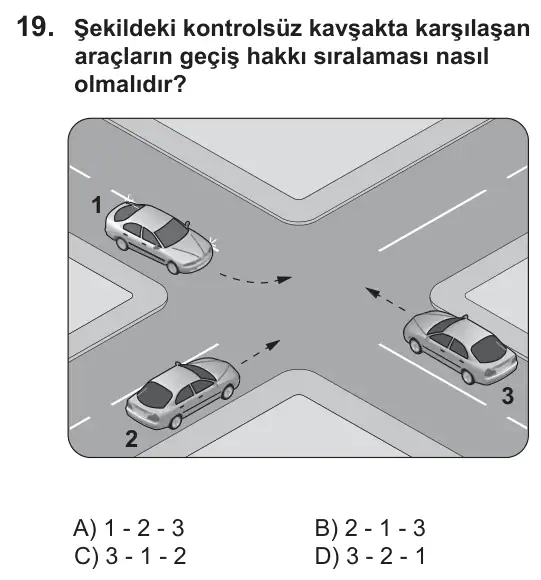 19. Şekildeki kontrolsüz kavşakta karşılaşan
araçların geçiş hakkı sıralaması nasıl
olmalıdır?
1
2
3
A) 1 - 2 - 3
B) 2 - 1 - 3
C) 3 - 1 - 2
D) 3 - 2 - 1